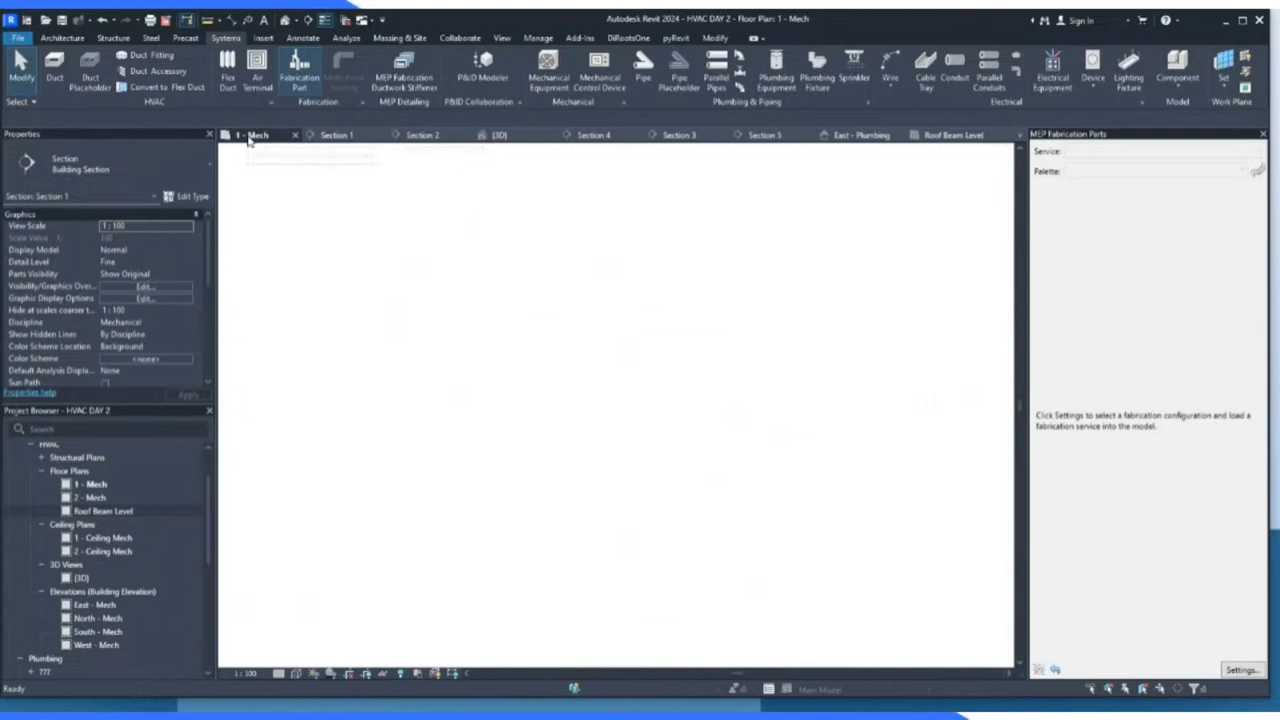 Autodesk Revit 2024 - HVAC DAY 2 - Floor Plan: 1 - Mech
Sign In
File Architecture Structure Steel Precast Systems Insert Annotate Analyze Massing & Site Collaborate View Manage Add-Ins DiRootsOne pyRevit Modify
Modify
Duct
Duct Placeholder
Duct Fitting
Duct Accessory
Convert to Flex Duct
Flex Duct
Air Terminal
Fabrication Part
MEP Fabrication Ductwork Stiffener
P&ID Modeler
Mechanical Equipment
Mechanical Control Device
Pipe
Pipe Placeholder
Parallel Pipes
Plumbing Equipment
Plumbing Fixture
Sprinkler
Wire
Cable Tray
Conduit
Parallel Conduits
Electrical Equipment
Device
Lighting Fixture
Component
Set
Select HVAC Fabrication MEP Detailing P&ID Collaboration Mechanical Plumbing & Piping Electrical Model Work Plane
Properties
1 - Mech Section 1 Section 2 {3D} Section 4 Section 3 Section 5 East - Plumbing Roof Beam Level
MEP Fabrication Parts
Service:
Palette:
Section
Building Section
Section: Section 1 Edit Type
Graphics
View Scale 1 : 100
Scale Value 1: 100
Display Model Normal
Detail Level Fine
Parts Visibility Show Original
Visibility/Graphics Over... Edit...
Graphic Display Options Edit...
Hide at scales coarser t... 1 : 100
Discipline Mechanical
Show Hidden Lines By Discipline
Color Scheme Location Background
Color Scheme <none>
Default Analysis Displa... None
Sun Path
Properties help Apply
Project Browser - HVAC DAY 2
Search
HVAC
Structural Plans
Floor Plans
1 - Mech
2 - Mech
Roof Beam Level
Ceiling Plans
1 - Ceiling Mech
2 - Ceiling Mech
3D Views
{3D}
Elevations (Building Elevation)
East - Mech
North - Mech
South - Mech
West - Mech
Plumbing
???
Click Settings to select a fabrication configuration and load a
fabrication service into the model.
1 : 100
Settings...
Ready
Main Model